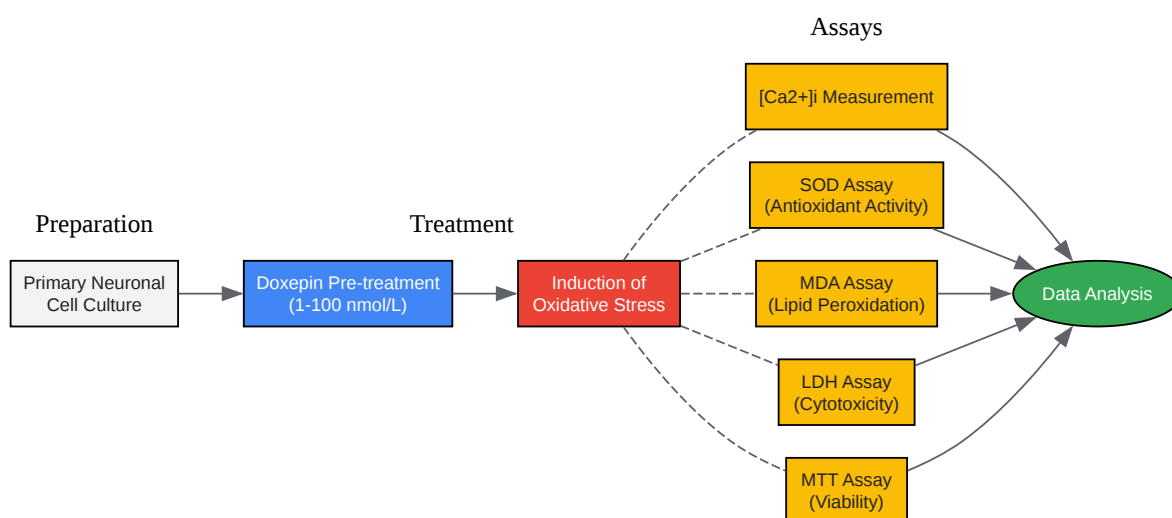 Assays
[Ca2+]i Measurement
SOD Assay
(Antioxidant Activity)
Preparation
Treatment
Primary Neuronal
Cell Culture
Doxepin Pre-treatment
(1-100 nmol/L)
Induction of
Oxidative Stress
MDA Assay
(Lipid Peroxidation)
Data Analysis
LDH Assay
(Cytotoxicity)
MTT Assay
(Viability)